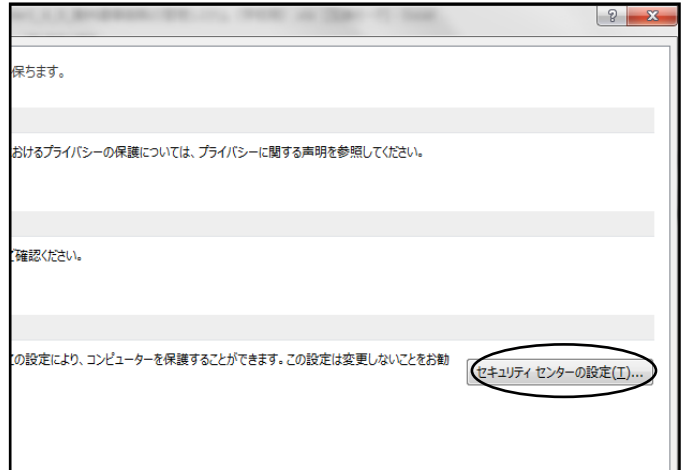 保ちます。
おけるプライバシーの保護については、プライバシーに関する声明を参照してください。
ご確認ください。
この設定により、コンピューターを保護することができます。この設定は変更しないことをお勧
セキュリティ センターの設定(T)...